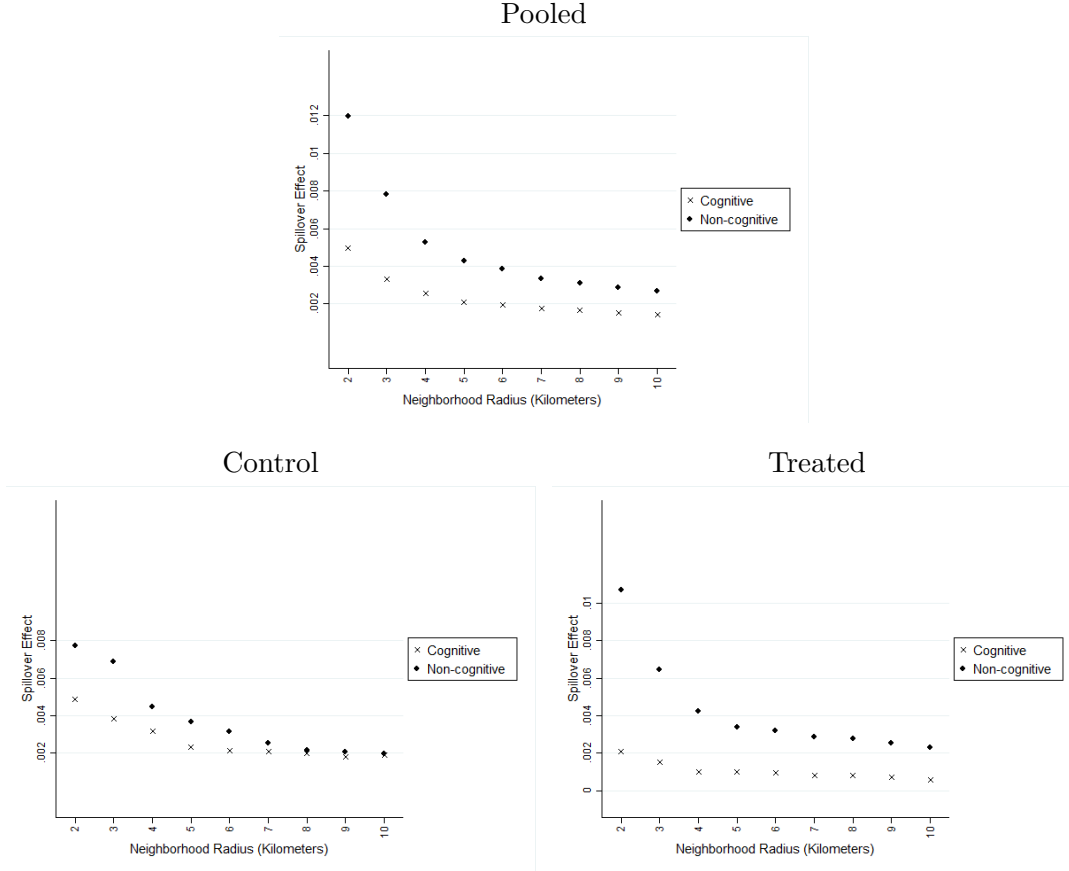 Pooled
Spillover Effect
.012
.01
.008
.006
.004
.002
2 3 4 5 6 7 8 9 10
Neighborhood Radius (Kilometers)
Cognitive
Non-cognitive
Control
Spillover Effect
.008
.006
.004
.002
2 3 4 5 6 7 8 9 10
Neighborhood Radius (Kilometers)
Cognitive
Non-cognitive
Treated
Spillover Effect
.01
.008
.006
.004
.002
0
2 3 4 5 6 7 8 9 10
Neighborhood Radius (Kilometers)
Cognitive
Non-cognitive